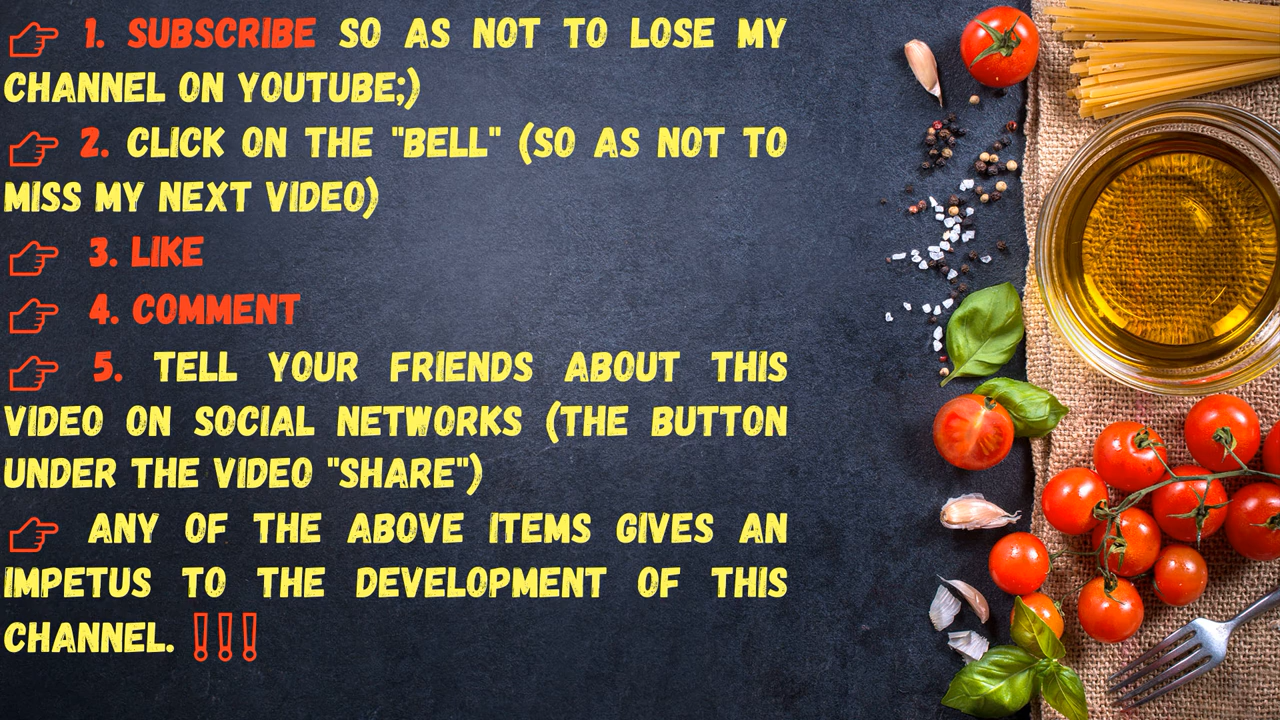 👉 1. SUBSCRIBE SO AS NOT TO LOSE MY
CHANNEL ON YOUTUBE;)
👉 2. CLICK ON THE "BELL" (SO AS NOT TO
MISS MY NEXT VIDEO)
👉 3. LIKE
👉 4. COMMENT
👉 5. TELL YOUR FRIENDS ABOUT THIS
VIDEO ON SOCIAL NETWORKS (THE BUTTON
UNDER THE VIDEO "SHARE")
👉 ANY OF THE ABOVE ITEMS GIVES AN
IMPETUS TO THE DEVELOPMENT OF THIS
CHANNEL. !!!